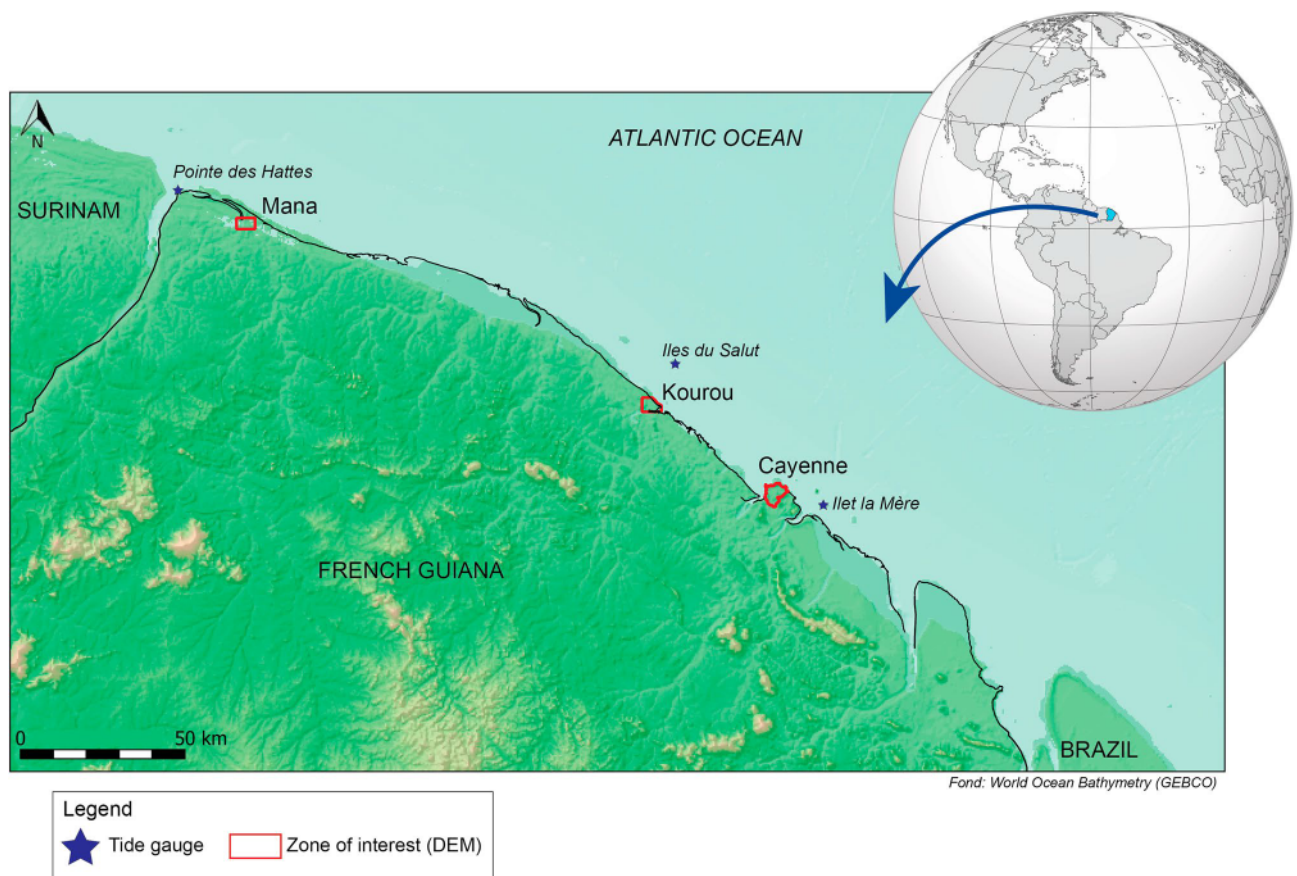 ATLANTIC OCEAN
N
Pointe des Hattes
SURINAM
Mana
Iles du Salut
Kourou
Cayenne
Ilet la Mère
FRENCH GUIANA
0 50 km
BRAZIL
Fond: World Ocean Bathymetry (GEBCO)
Legend
Tide gauge
Zone of interest (DEM)